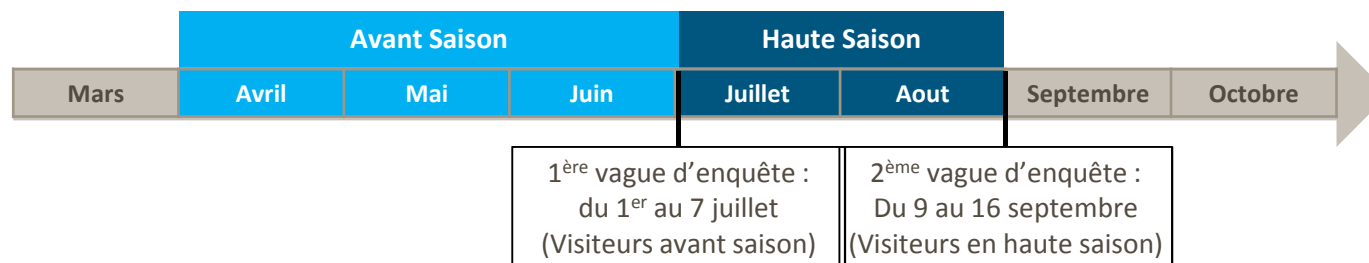 Avant Saison
Haute Saison
Mars
Avril
Mai
Juin
Juillet
Aout
Septembre
Octobre
1ère vague d’enquête :
du 1er au 7 juillet
(Visiteurs avant saison)
2ème vague d’enquête :
Du 9 au 16 septembre
(Visiteurs en haute saison)